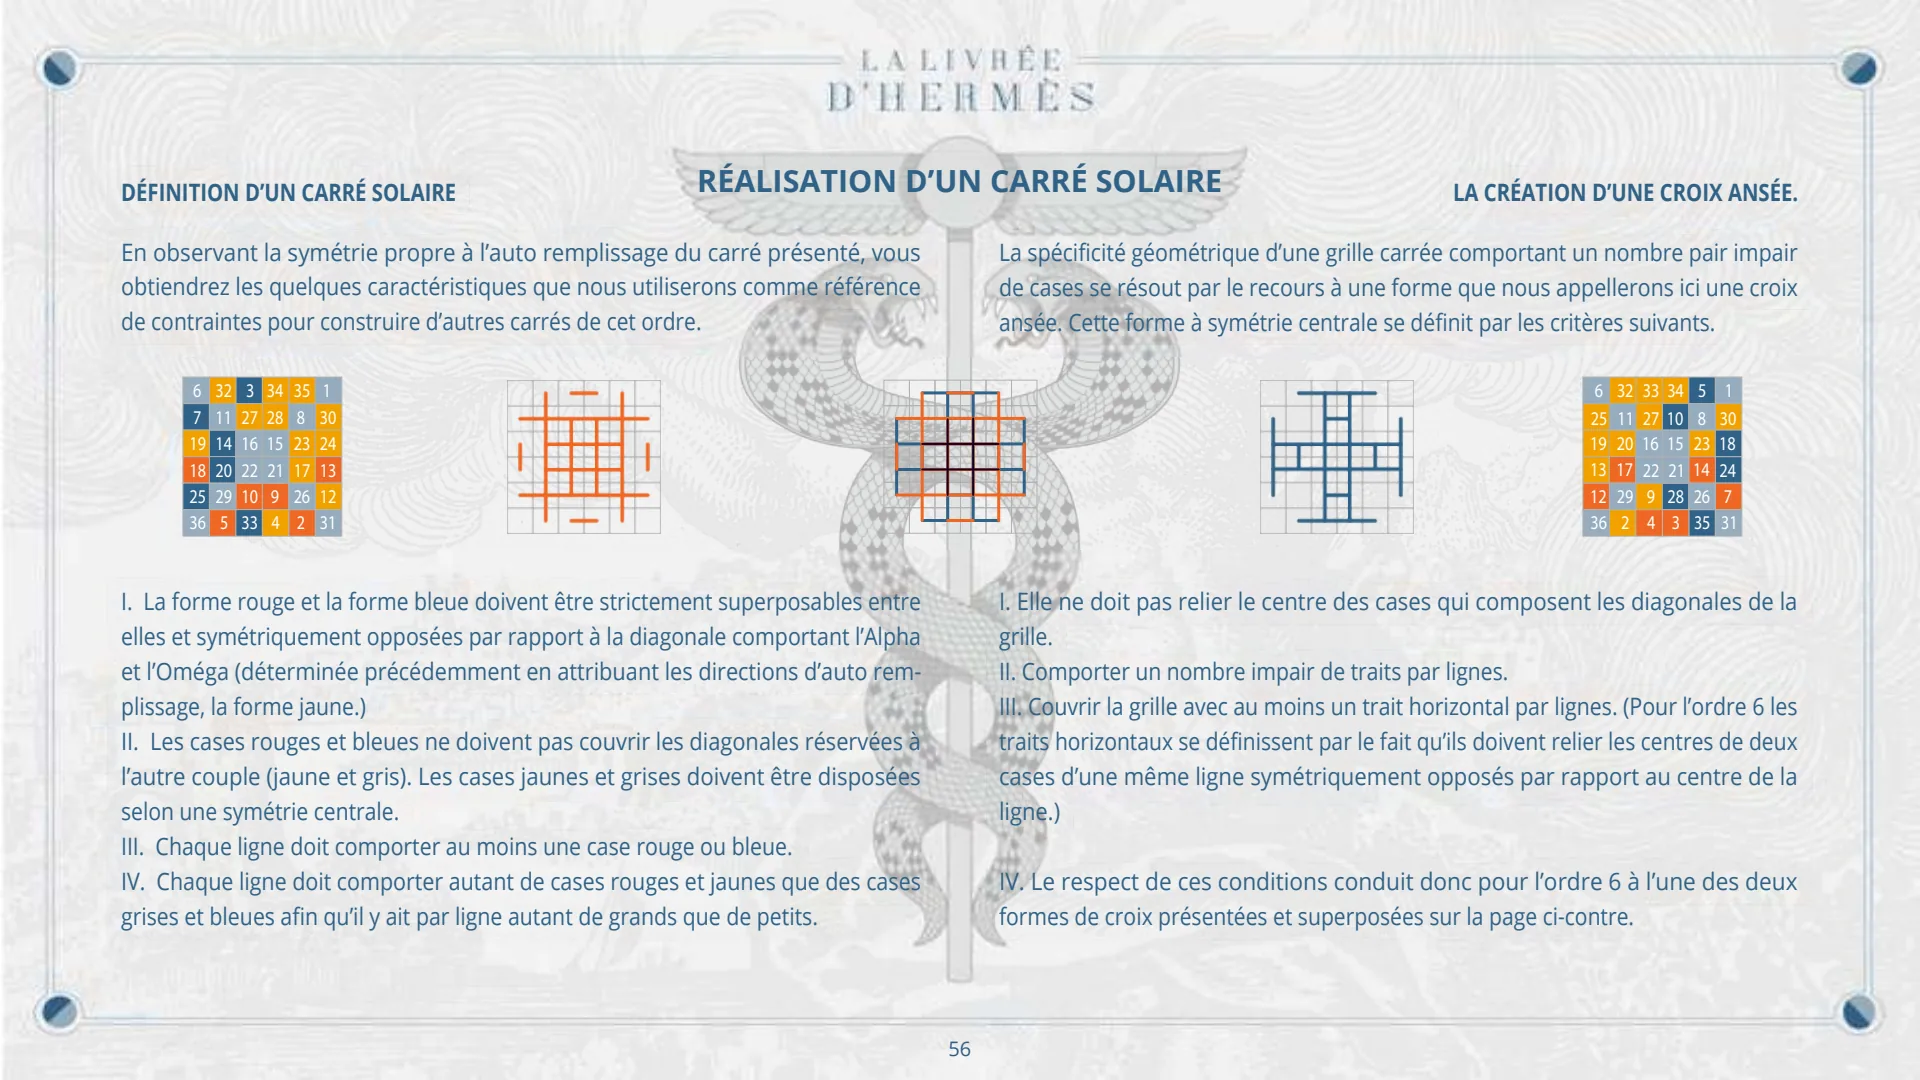 LA LIVRÉE
D'HERMÈS
RÉALISATION D'UN CARRÉ SOLAIRE
DÉFINITION D'UN CARRÉ SOLAIRE
En observant la symétrie propre à l'auto remplissage du carré présenté, vous
obtiendrez les quelques caractéristiques que nous utiliserons comme référence
de contraintes pour construire d'autres carrés de cet ordre.
6 32 3 34 35 1
7 11 27 28 8 30
19 14 16 15 23 24
18 20 22 21 17 13
25 29 10 9 26 12
36 5 33 4 2 31
I. La forme rouge et la forme bleue doivent être strictement superposables entre
elles et symétriquement opposées par rapport à la diagonale comportant l'Alpha
et l'Oméga (déterminée précédemment en attribuant les directions d'auto rem-
plissage, la forme jaune.)
II. Les cases rouges et bleues ne doivent pas couvrir les diagonales réservées à
l'autre couple (jaune et gris). Les cases jaunes et grises doivent être disposées
selon une symétrie centrale.
III. Chaque ligne doit comporter au moins une case rouge ou bleue.
IV. Chaque ligne doit comporter autant de cases rouges et jaunes que des cases
grises et bleues afin qu'il y ait par ligne autant de grands que de petits.
LA CRÉATION D'UNE CROIX ANSÉE.
La spécificité géométrique d'une grille carrée comportant un nombre pair impair
de cases se résout par le recours à une forme que nous appellerons ici une croix
ansée. Cette forme à symétrie centrale se définit par les critères suivants.
6 32 33 34 5 1
25 11 27 10 8 30
19 20 16 15 23 18
13 17 22 21 14 24
12 29 9 28 26 7
36 2 4 3 35 31
I. Elle ne doit pas relier le centre des cases qui composent les diagonales de la
grille.
II. Comporter un nombre impair de traits par lignes.
III. Couvrir la grille avec au moins un trait horizontal par lignes. (Pour l'ordre 6 les
traits horizontaux se définissent par le fait qu'ils doivent relier les centres de deux
cases d'une même ligne symétriquement opposés par rapport au centre de la
ligne.)
IV. Le respect de ces conditions conduit donc pour l'ordre 6 à l'une des deux
formes de croix présentées et superposées sur la page ci-contre.
56